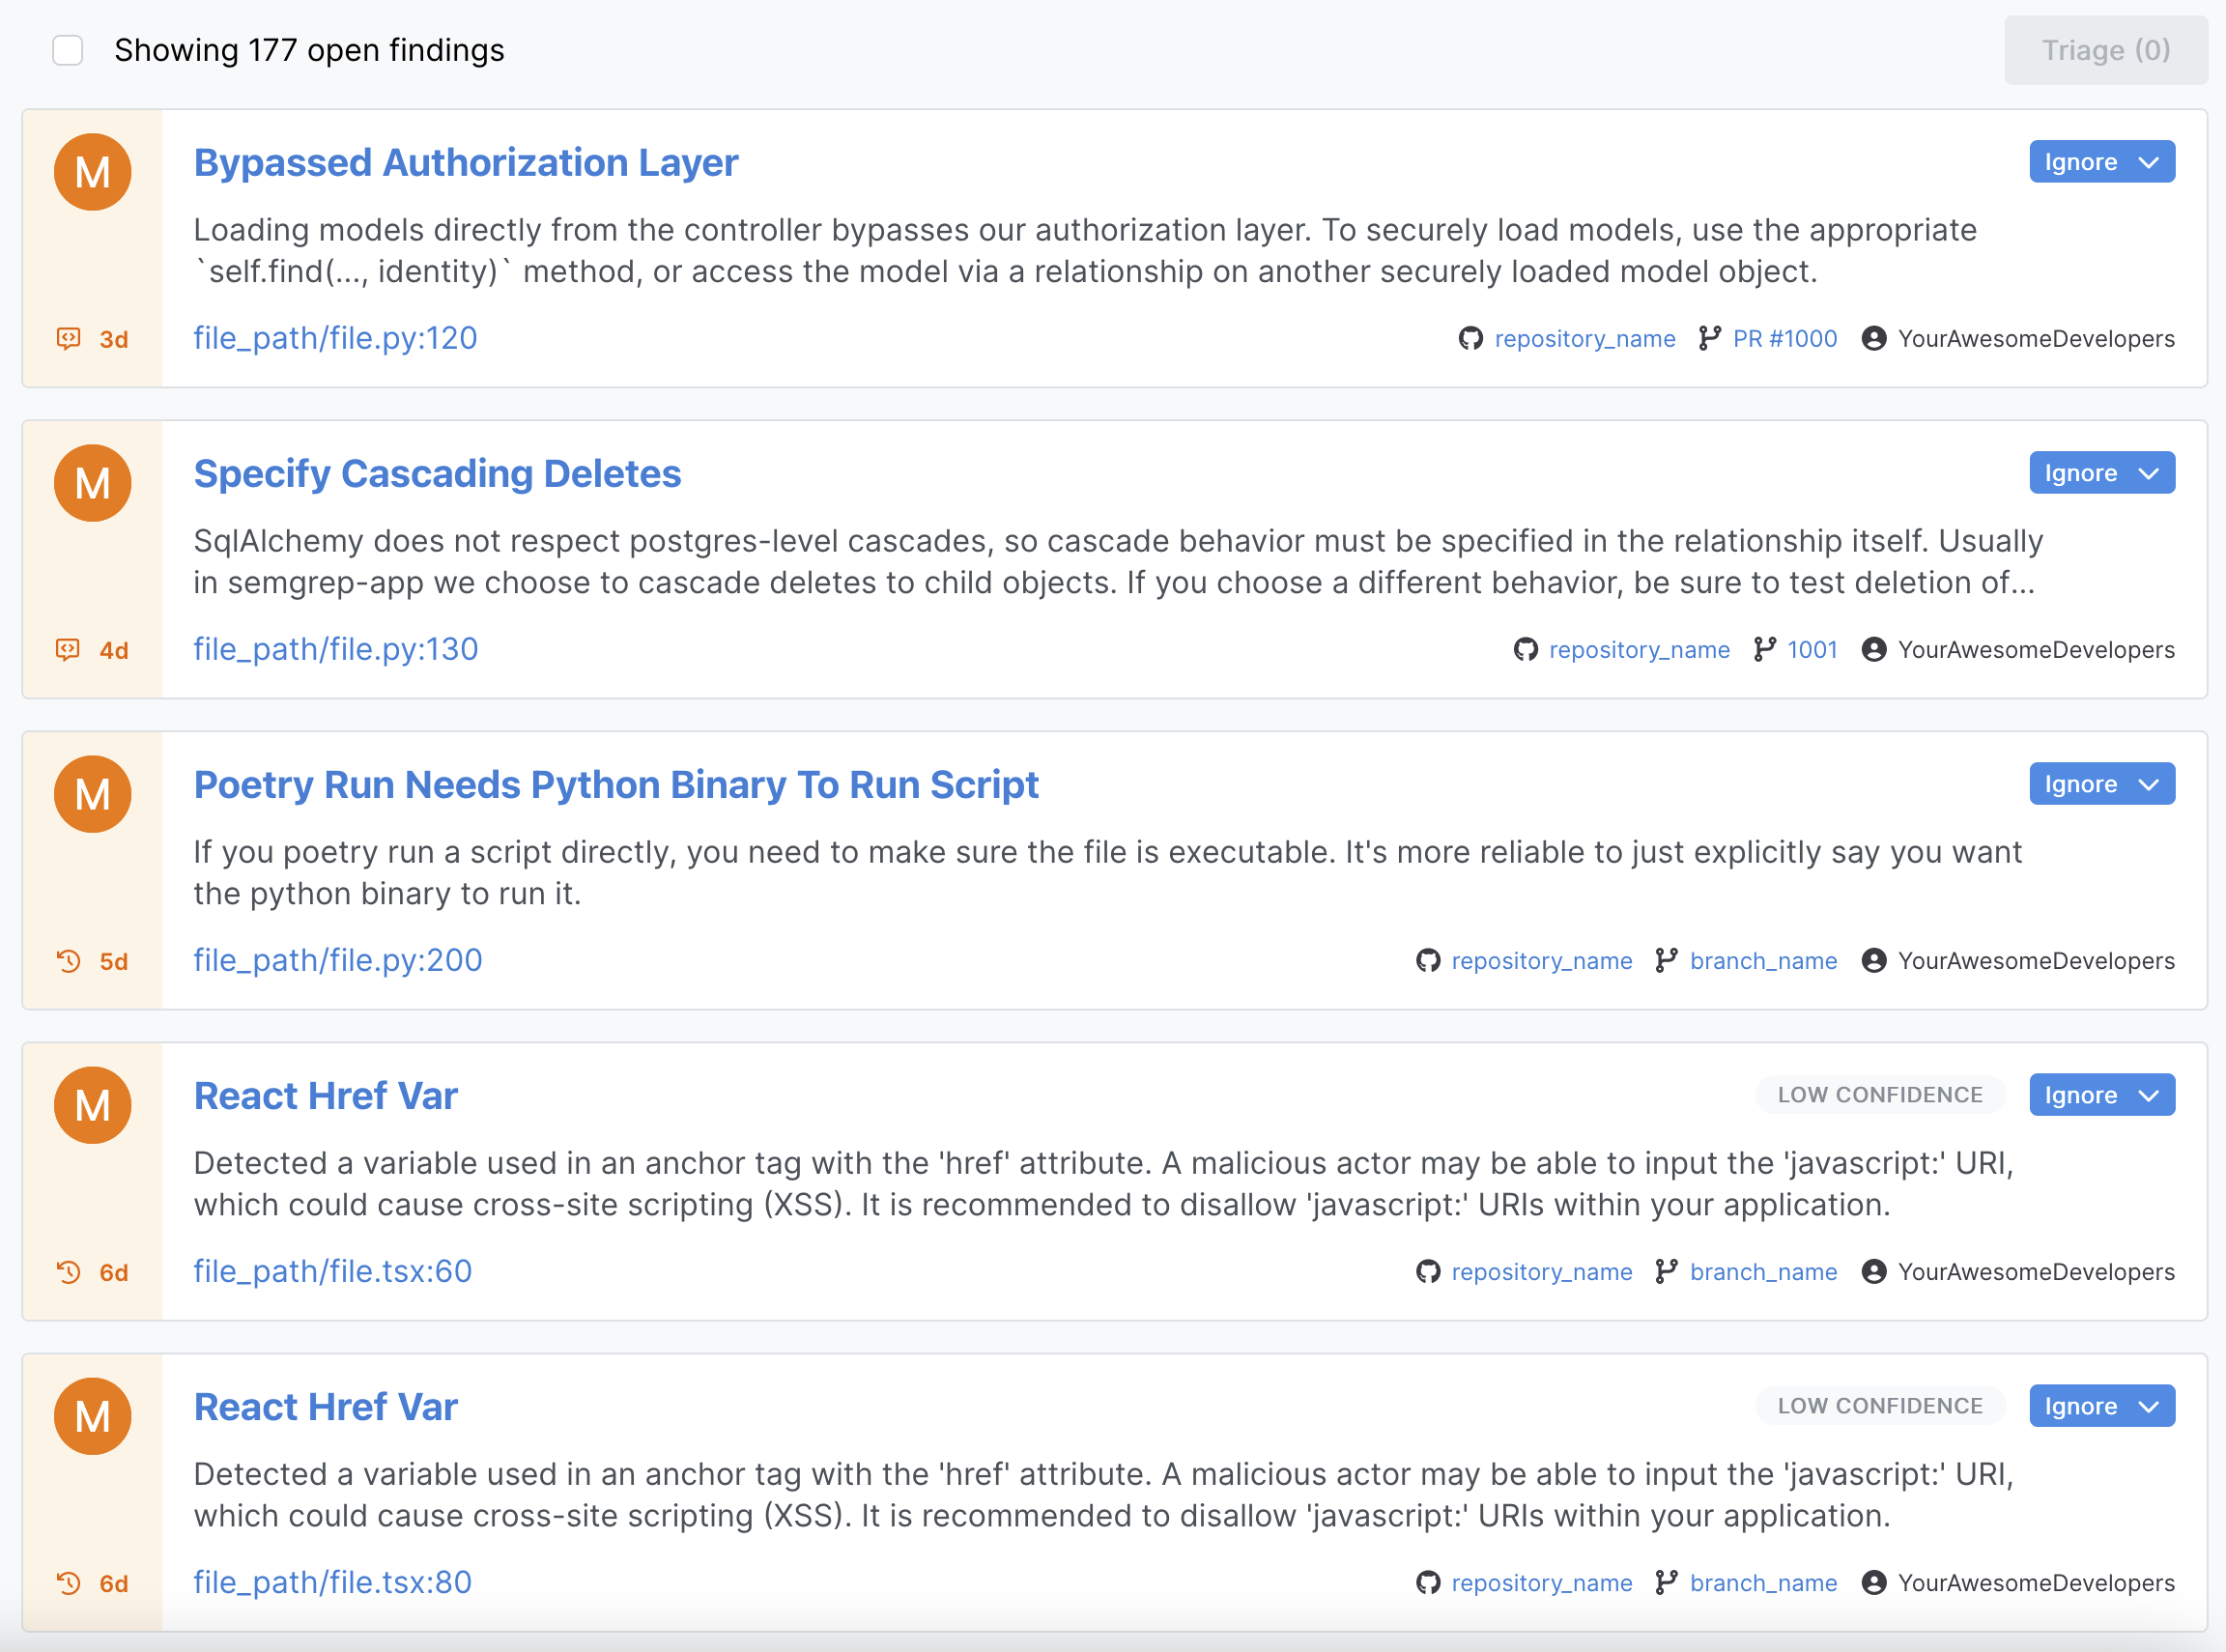 Showing 177 open findings
Triage (0)
M
Bypassed Authorization Layer
Ignore
Loading models directly from the controller bypasses our authorization layer. To securely load models, use the appropriate
`self.find(..., identity)` method, or access the model via a relationship on another securely loaded model object.
3d
file_path/file.py:120
repository_name
PR #1000
YourAwesomeDevelopers
M
Specify Cascading Deletes
Ignore
SqlAlchemy does not respect postgres-level cascades, so cascade behavior must be specified in the relationship itself. Usually
in semgrep-app we choose to cascade deletes to child objects. If you choose a different behavior, be sure to test deletion of...
4d
file_path/file.py:130
repository_name
1001
YourAwesomeDevelopers
M
Poetry Run Needs Python Binary To Run Script
Ignore
If you poetry run a script directly, you need to make sure the file is executable. It's more reliable to just explicitly say you want
the python binary to run it.
5d
file_path/file.py:200
repository_name
branch_name
YourAwesomeDevelopers
M
React Href Var
LOW CONFIDENCE
Ignore
Detected a variable used in an anchor tag with the 'href' attribute. A malicious actor may be able to input the 'javascript:' URI,
which could cause cross-site scripting (XSS). It is recommended to disallow 'javascript:' URIs within your application.
6d
file_path/file.tsx:60
repository_name
branch_name
YourAwesomeDevelopers
M
React Href Var
LOW CONFIDENCE
Ignore
Detected a variable used in an anchor tag with the 'href' attribute. A malicious actor may be able to input the 'javascript:' URI,
which could cause cross-site scripting (XSS). It is recommended to disallow 'javascript:' URIs within your application.
6d
file_path/file.tsx:80
repository_name
branch_name
YourAwesomeDevelopers